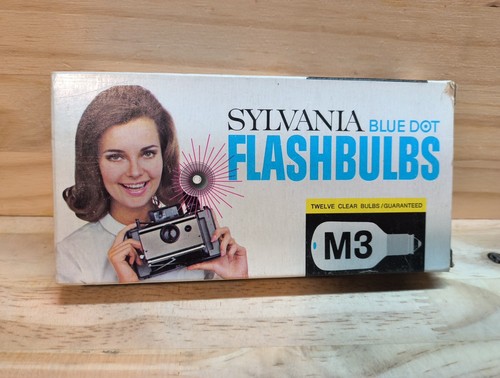 SYLVANIA BLUE DOT
FLASHBULBS
TWELVE CLEAR BULBS/GUARANTEED
M3